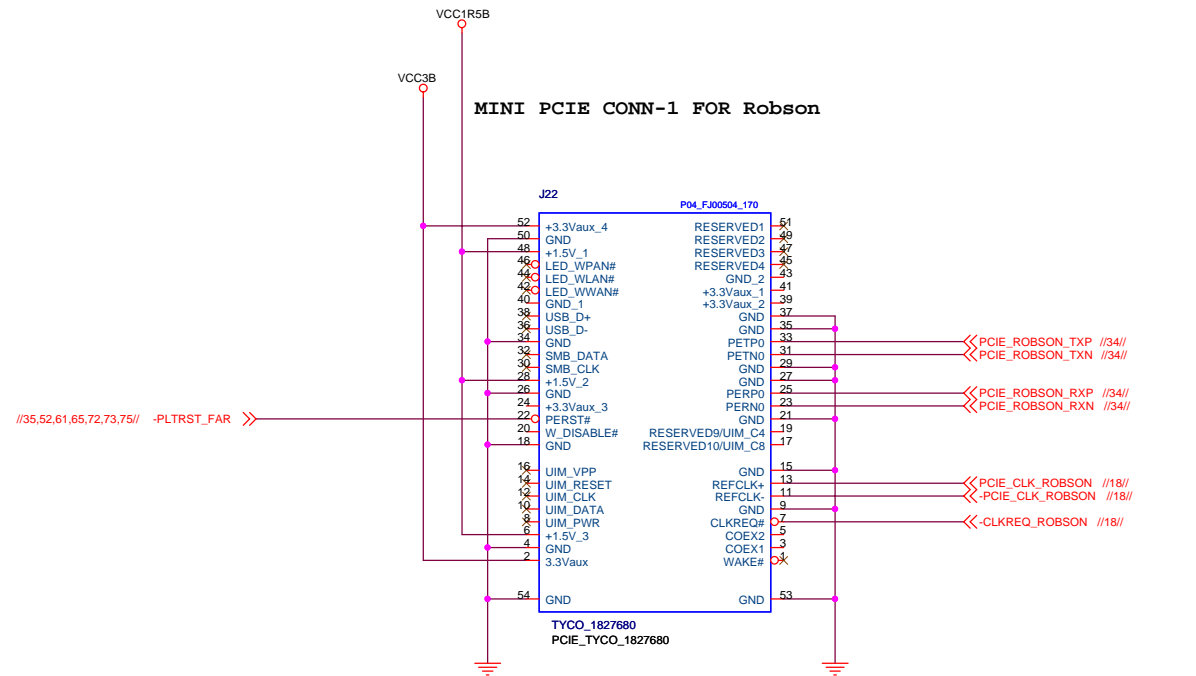 VCC1R5B
VCC3B
MINI PCIE CONN-1 FOR Robson
J22
P04_FJ00504_170
52 +3.3Vaux_4 RESERVED1 51
50 GND RESERVED2 49
48 +1.5V_1 RESERVED3 47
46 LED_WPAN# RESERVED4 45
44 LED_WLAN# GND_2 43
42 LED_WWAN# +3.3Vaux_1 41
40 GND_1 +3.3Vaux_2 39
38 USB_D+ GND 37
36 USB_D- GND 35
34 GND PETP0 33 PCIE_ROBSON_TXP //34//
32 SMB_DATA PETN0 31 PCIE_ROBSON_TXN //34//
30 SMB_CLK GND 29
28 +1.5V_2 GND 27
26 GND PERP0 25 PCIE_ROBSON_RXP //34//
24 +3.3Vaux_3 PERN0 23 PCIE_ROBSON_RXN //34//
//35,52,61,65,72,73,75// -PLTRST_FAR 22 PERST# GND 21
20 W_DISABLE# RESERVED9/UIM_C4 19
18 GND RESERVED10/UIM_C8 17
16 UIM_VPP GND 15
14 UIM_RESET REFCLK+ 13 PCIE_CLK_ROBSON //18//
12 UIM_CLK REFCLK- 11 -PCIE_CLK_ROBSON //18//
10 UIM_DATA GND 9
8 UIM_PWR CLKREQ# 7 -CLKREQ_ROBSON //18//
6 +1.5V_3 COEX2 5
4 GND COEX1 3
2 3.3Vaux WAKE# 1
54 GND GND 53
TYCO_1827680
PCIE_TYCO_1827680